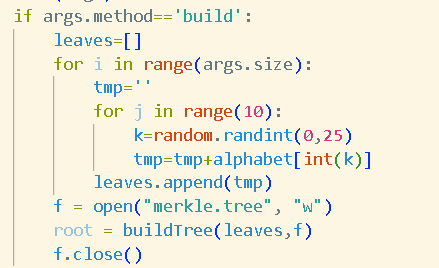 if args.method=='build':
    leaves=[]
    for i in range(args.size):
        tmp=''
        for j in range(10):
            k=random.randint(0,25)
            tmp=tmp+alphabet[int(k)]
        leaves.append(tmp)
    f = open("merkle.tree", "w")
    root = buildTree(leaves,f)
    f.close()